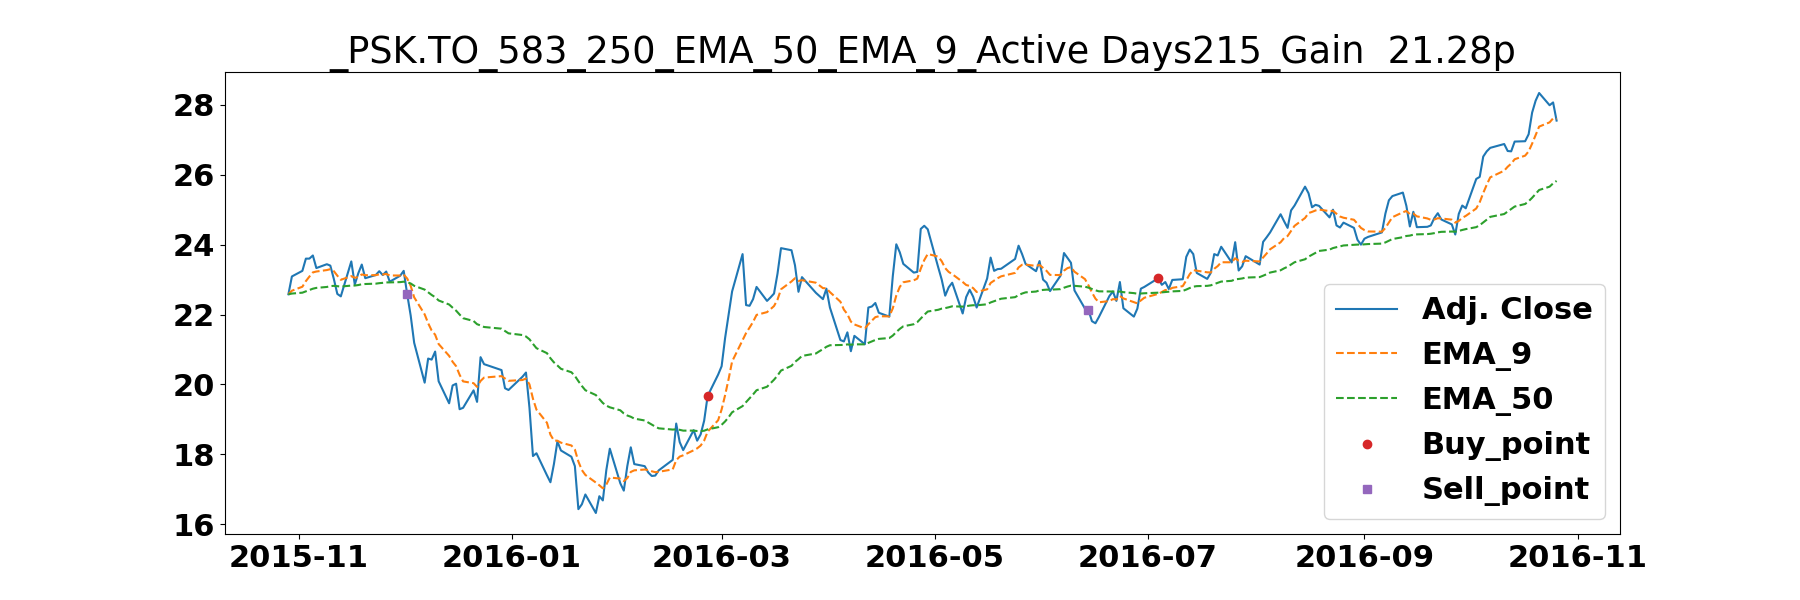 _PSK.TO_583_250_EMA_50_EMA_9_Active Days215_Gain  21.28p
28
26
24
22
20
18
16
Adj. Close
EMA_9
EMA_50
Buy_point
Sell_point
2015-11 2016-01 2016-03 2016-05 2016-07 2016-09 2016-11